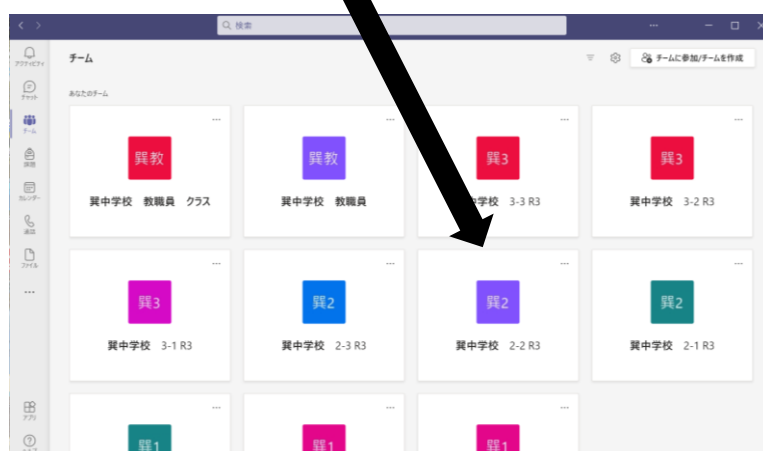 検索
アクティビティ
チーム
チームに参加/チームを作成
チャット
あなたのチーム
チーム
課題
カレンダー
通話
ファイル
アプリ
巽教
巽中学校 教職員 クラス
巽教
巽中学校 教職員
巽3
中学校 3-3 R3
巽3
巽中学校 3-2 R3
巽3
巽中学校 3-1 R3
巽2
巽中学校 2-3 R3
巽2
巽中学校 2-2 R3
巽2
巽中学校 2-1 R3
巽1
巽1
巽1